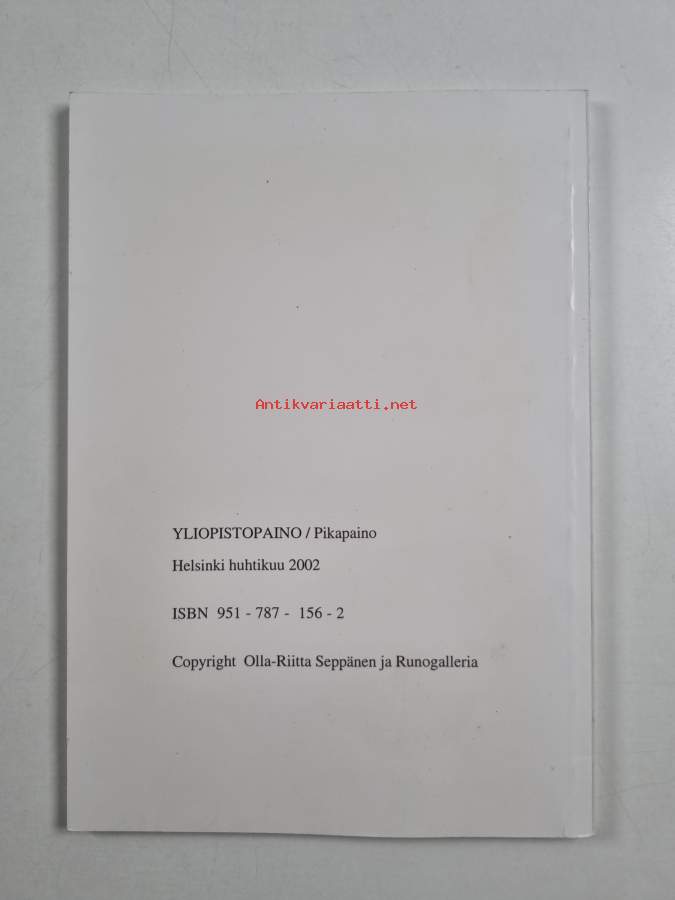 Antikvariaatti.net
YLIOPISTOPAINO / Pikapaino
Helsinki huhtikuu 2002
ISBN 951 - 787 - 156 - 2
Copyright Olla-Riitta Seppänen ja Runogalleria